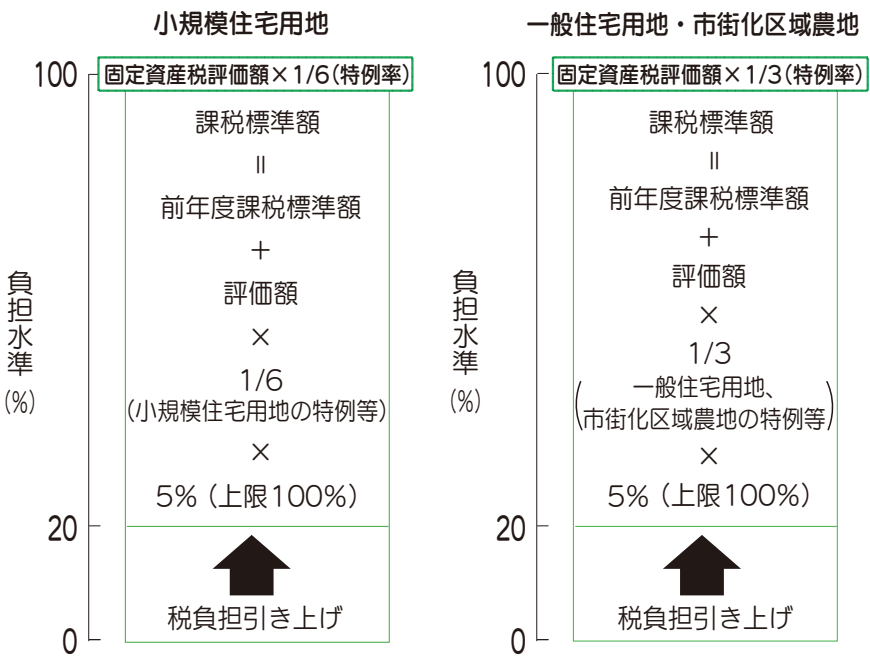 小規模住宅用地
100
固定資産税評価額×1/6(特例率)
課税標準額
＝
前年度課税標準額
＋
評価額
×
1/6
(小規模住宅用地の特例等)
×
5%（上限100%）
20
税負担引き上げ
0
負担水準(%)
一般住宅用地・市街化区域農地
100
固定資産税評価額×1/3(特例率)
課税標準額
＝
前年度課税標準額
＋
評価額
×
1/3
(一般住宅用地、
市街化区域農地の特例等)
×
5%（上限100%）
20
税負担引き上げ
0
負担水準(%)